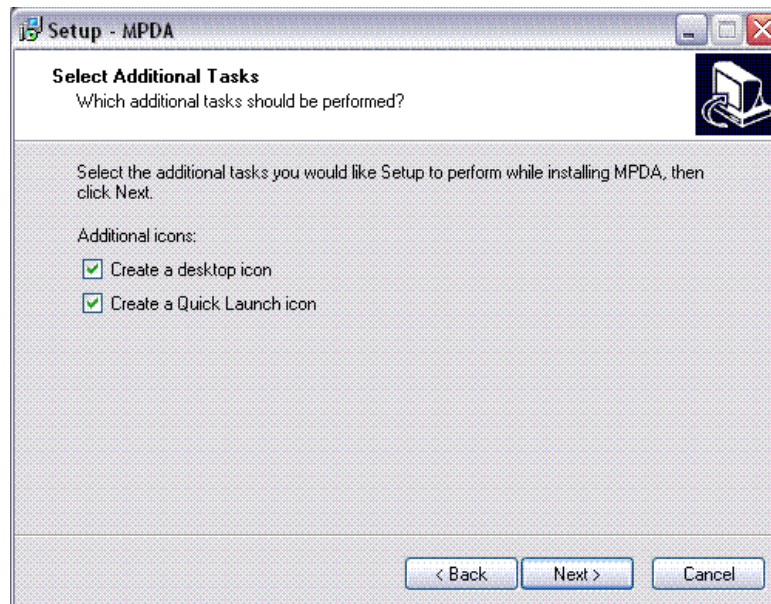 Setup - MPDA
Select Additional Tasks
Which additional tasks should be performed?
Select the additional tasks you would like Setup to perform while installing MPDA, then
click Next.
Additional icons:
Create a desktop icon
Create a Quick Launch icon
< Back Next > Cancel